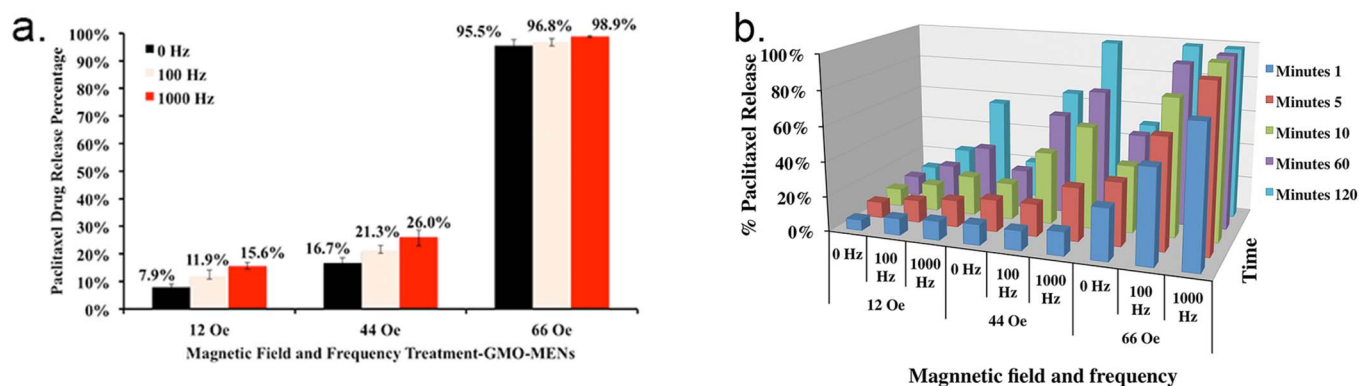 a.
Paclitaxel Drug Release Percentage
100%
90%
80%
70%
60%
50%
40%
30%
20%
10%
0%
0 Hz
100 Hz
1000 Hz
7.9%
11.9%
15.6%
16.7%
21.3%
26.0%
95.5%
96.8%
98.9%
12 Oe
44 Oe
66 Oe
Magnetic Field and Frequency Treatment-GMO-MENs
b.
% Paclitaxel Release
100%
80%
60%
40%
20%
0%
0 Hz
100
Hz
1000
Hz
0 Hz
100
Hz
1000
Hz
0 Hz
100
Hz
1000
Hz
12 Oe
44 Oe
66 Oe
Magnnetic field and frequency
Time
Minutes 1
Minutes 5
Minutes 10
Minutes 60
Minutes 120